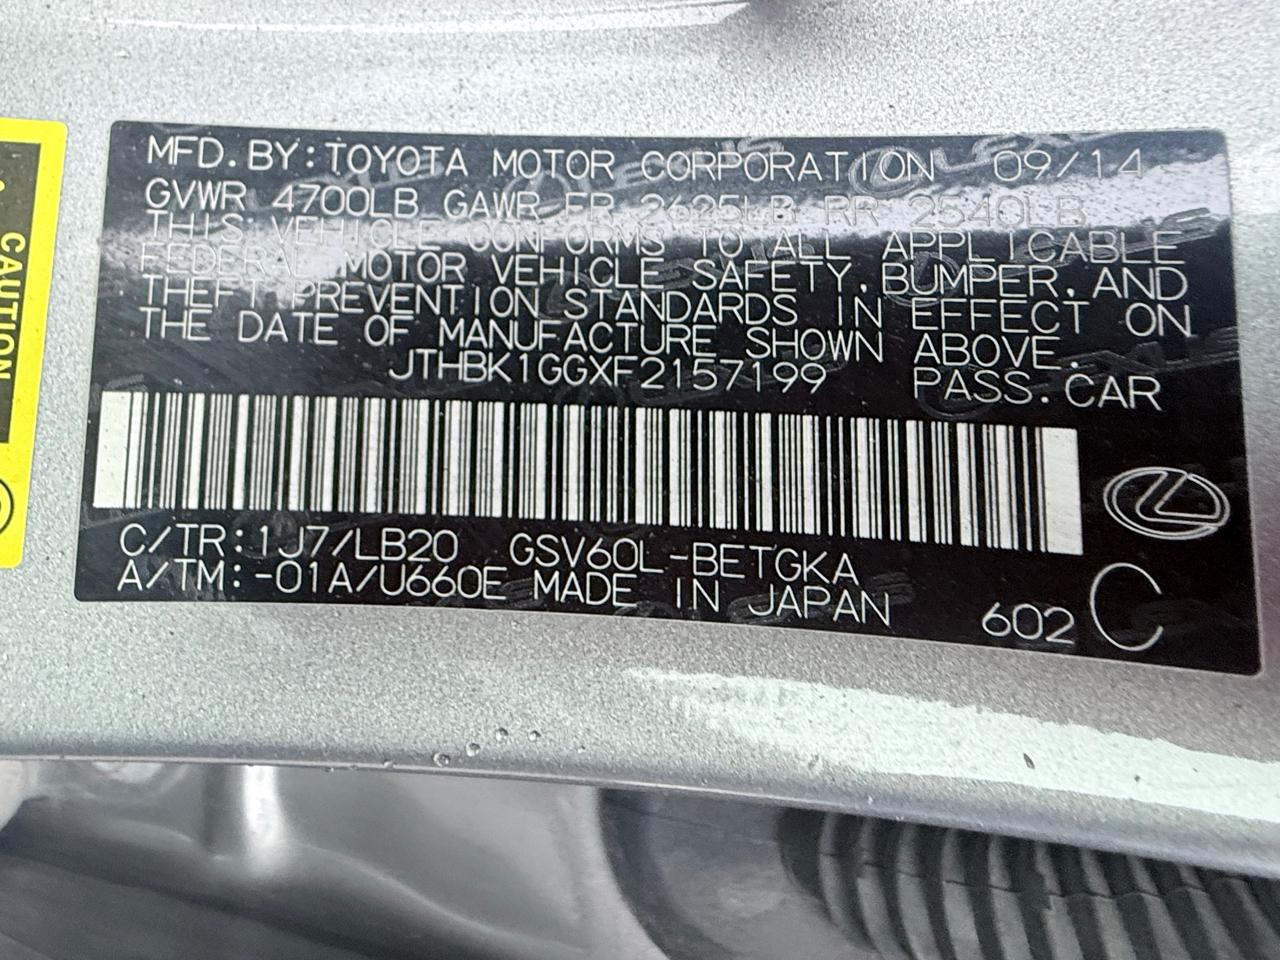 MFD. BY: TOYOTA MOTOR CORPORATION 09/14
GVWR 4700LB GAWR FR 2625LB RR 2540LB
THIS VEHICLE CONFORMS TO ALL APPLICABLE
FEDERAL MOTOR VEHICLE SAFETY, BUMPER, AND
THEFT PREVENTION STANDARDS IN EFFECT ON
THE DATE OF MANUFACTURE SHOWN ABOVE.
JTHBK1GGXF2157199 PASS. CAR
C/TR: 1J7/LB20 GSV60L-BETGKA
A/TM: -01A/U660E MADE IN JAPAN
602 C
CAUTION